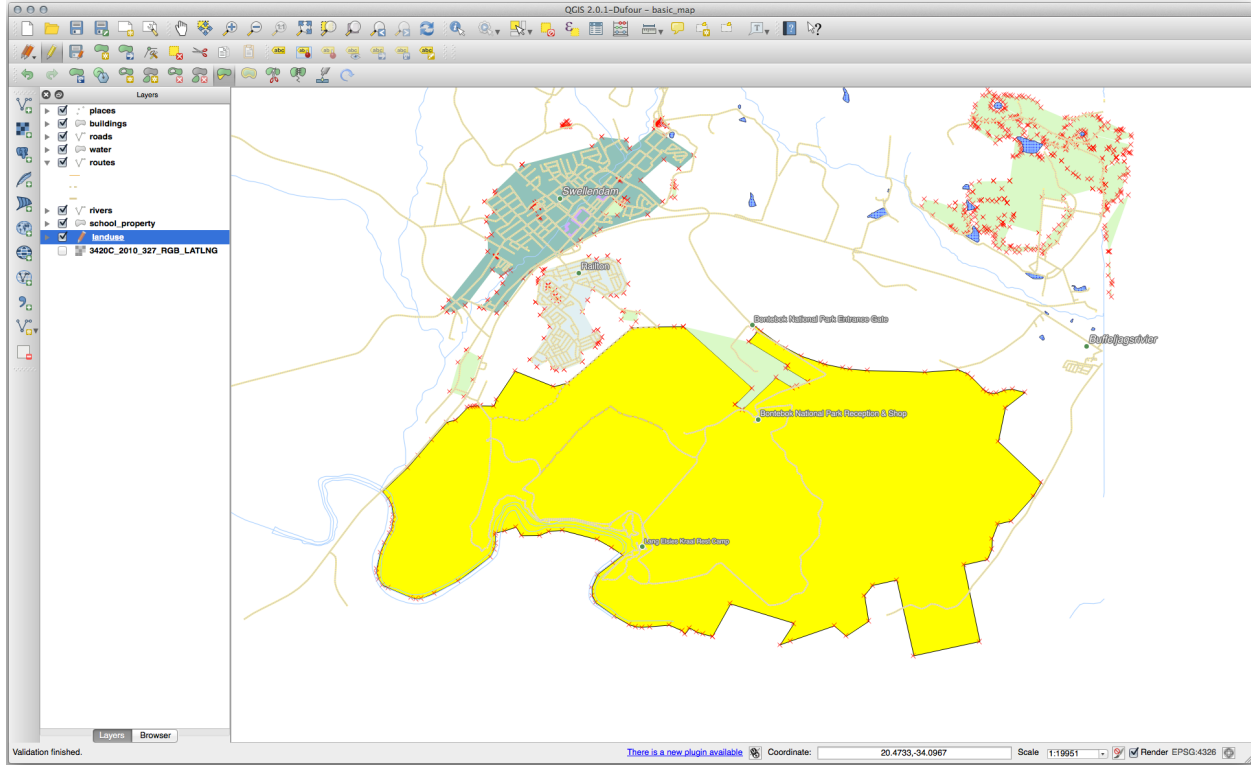 QGIS 2.0.1-Dufour – basic_map
Layers
places
buildings
roads
water
routes
rivers
school_property
landuse
3420C_2010_327_RGB_LATLNG
Swellendam
Railton
Bontebok National Park Entrance Gate
Buffeljagsrivier
Bontebok National Park Reception & Shop
Lang Elsies Kraal Rest Camp
Layers
Browser
Validation finished.
There is a new plugin available
Coordinate:
20.4733,-34.0967
Scale
1:19951
Render
EPSG:4326